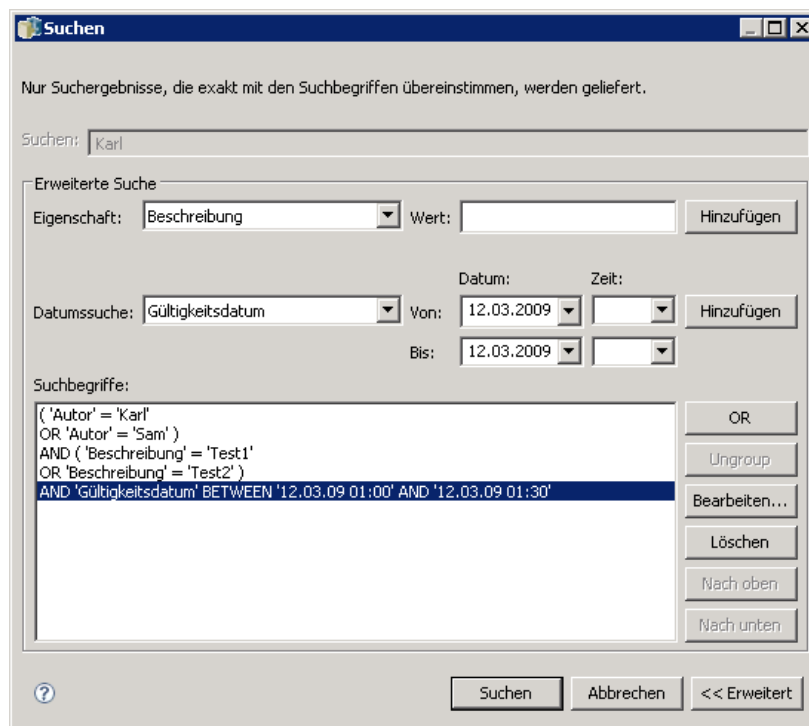 Suchen
Nur Suchergebnisse, die exakt mit den Suchbegriffen übereinstimmen, werden geliefert.
Suchen: Karl
Erweiterte Suche
Eigenschaft: Beschreibung Wert: Hinzufügen
Datum: Zeit:
Datumssuche: Gültigkeitsdatum Von: 12.03.2009 Hinzufügen
Bis: 12.03.2009
Suchbegriffe:
( 'Autor' = 'Karl'
OR 'Autor' = 'Sam' )
AND ( 'Beschreibung' = 'Test1'
OR 'Beschreibung' = 'Test2' )
AND 'Gültigkeitsdatum' BETWEEN '12.03.09 01:00' AND '12.03.09 01:30'
OR
Ungroup
Bearbeiten...
Löschen
Nach oben
Nach unten
? Suchen Abbrechen << Erweitert